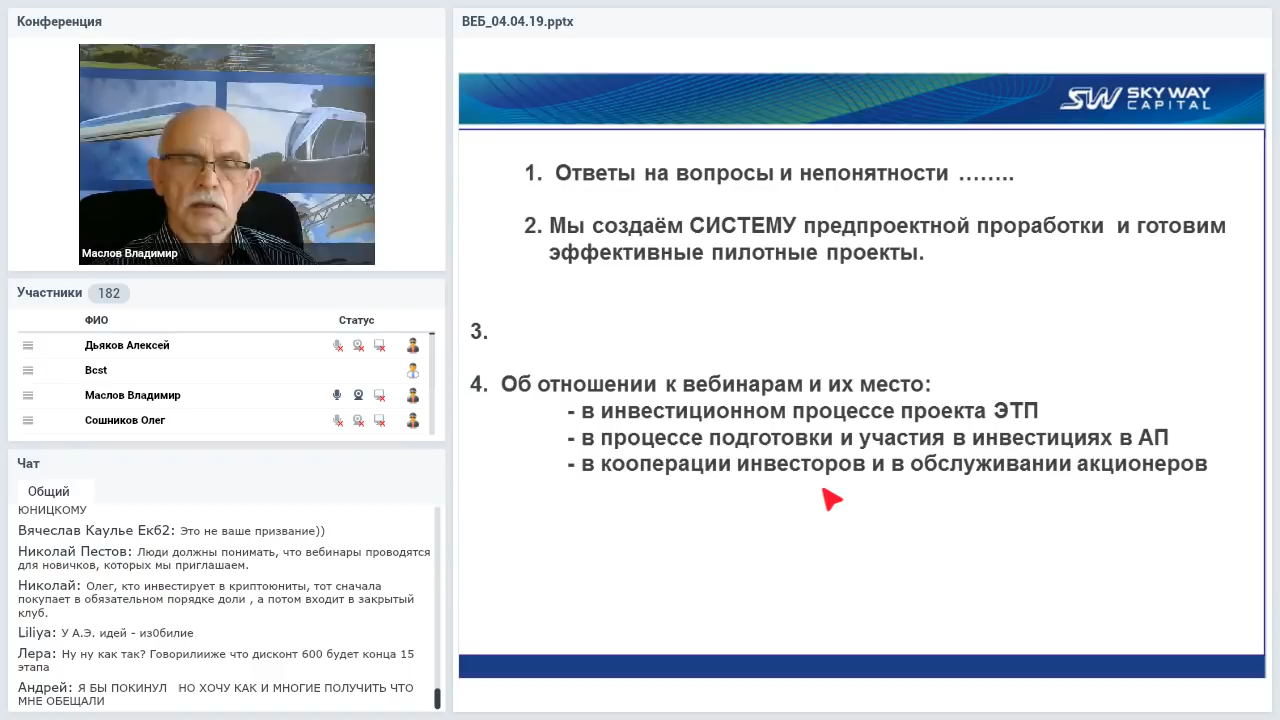 Конференция
Маслов Владимир
Участники 182
ФИО Статус
Дьяков Алексей
Bcst
Маслов Владимир
Сошников Олег
Чат
Общий
ЮНИЦКОМУ
Вячеслав Каулье Екб2: Это не ваше призвание))
Николай Пестов: Люди должны понимать, что вебинары проводятся
для новичков, которых мы приглашаем.
Николай: Олег, кто инвестирует в криптоюниты, тот сначала
покупает в обязательном порядке доли , а потом входит в закрытый
клуб.
Liliya: У А.Э. идей - из0билие
Лера: Ну ну как так? Говорилииже что дисконт 600 будет конца 15
этапа
Андрей: Я БЫ ПОКИНУЛ НО ХОЧУ КАК И МНОГИЕ ПОЛУЧИТЬ ЧТО
МНЕ ОБЕЩАЛИ
ВЕБ_04.04.19.pptx
SW SKY WAY
CAPITAL
1. Ответы на вопросы и непонятности ........
2. Мы создаём СИСТЕМУ предпроектной проработки и готовим
эффективные пилотные проекты.
3.
4. Об отношении к вебинарам и их место:
- в инвестиционном процессе проекта ЭТП
- в процессе подготовки и участия в инвестициях в АП
- в кооперации инвесторов и в обслуживании акционеров